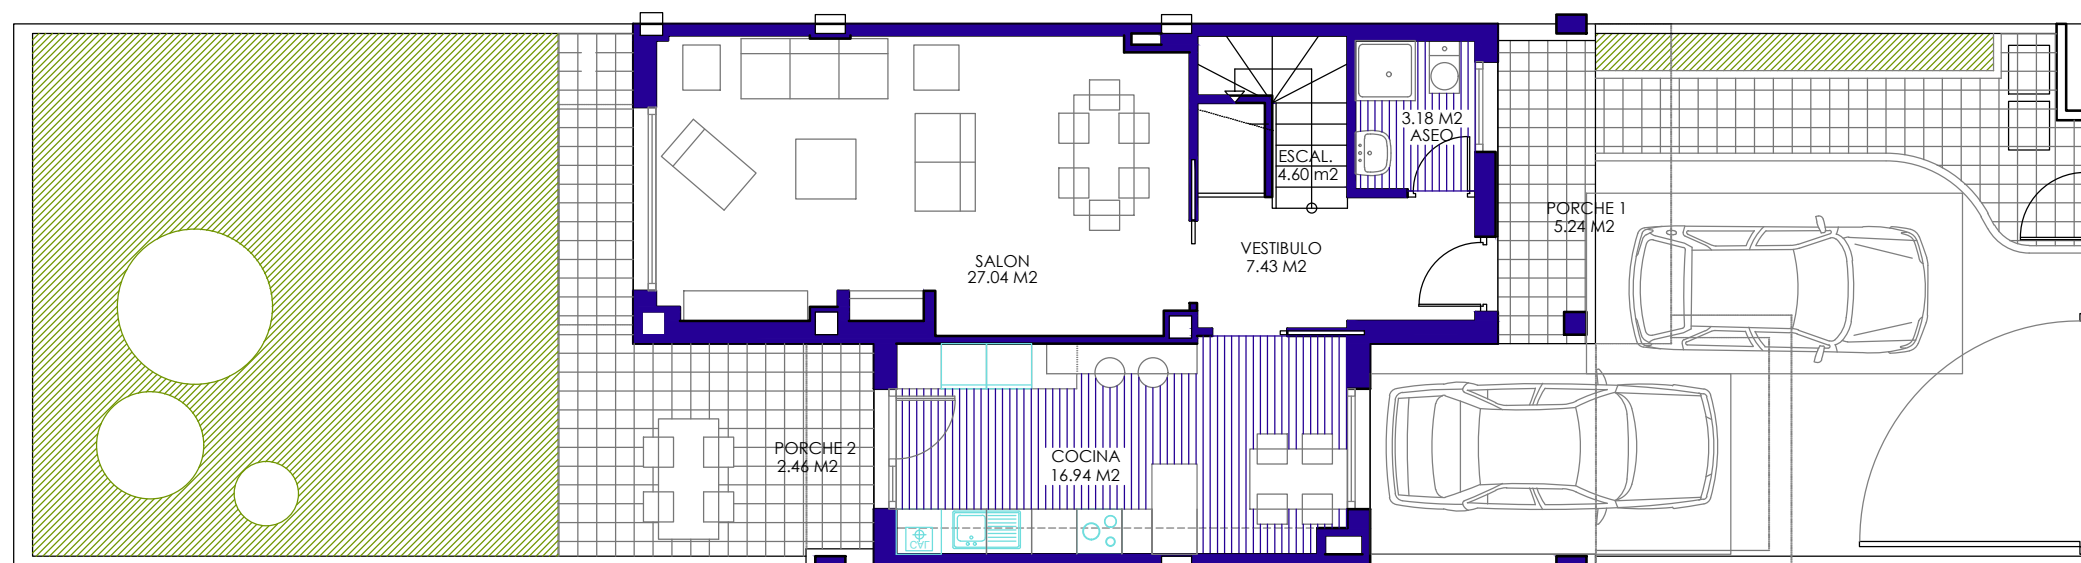 3.18 M2
ASEO
ESCAL.
4.60 m2
PORCHE 1
5.24 M2
VESTIBULO
7.43 M2
SALON
27.04 M2
PORCHE 2
2.46 M2
COCINA
16.94 M2
CAL